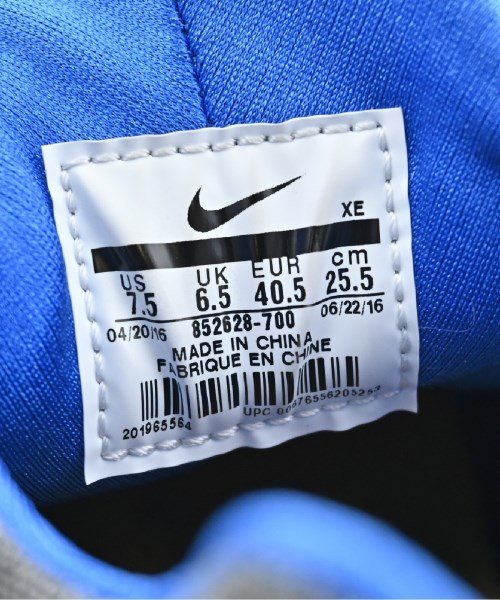 XE
US UK EUR cm
7.5 6.5 40.5 25.5
04/20/16 852628-700 06/22/16
MADE IN CHINA
FABRIQUE EN CHINE
201965564 UPC